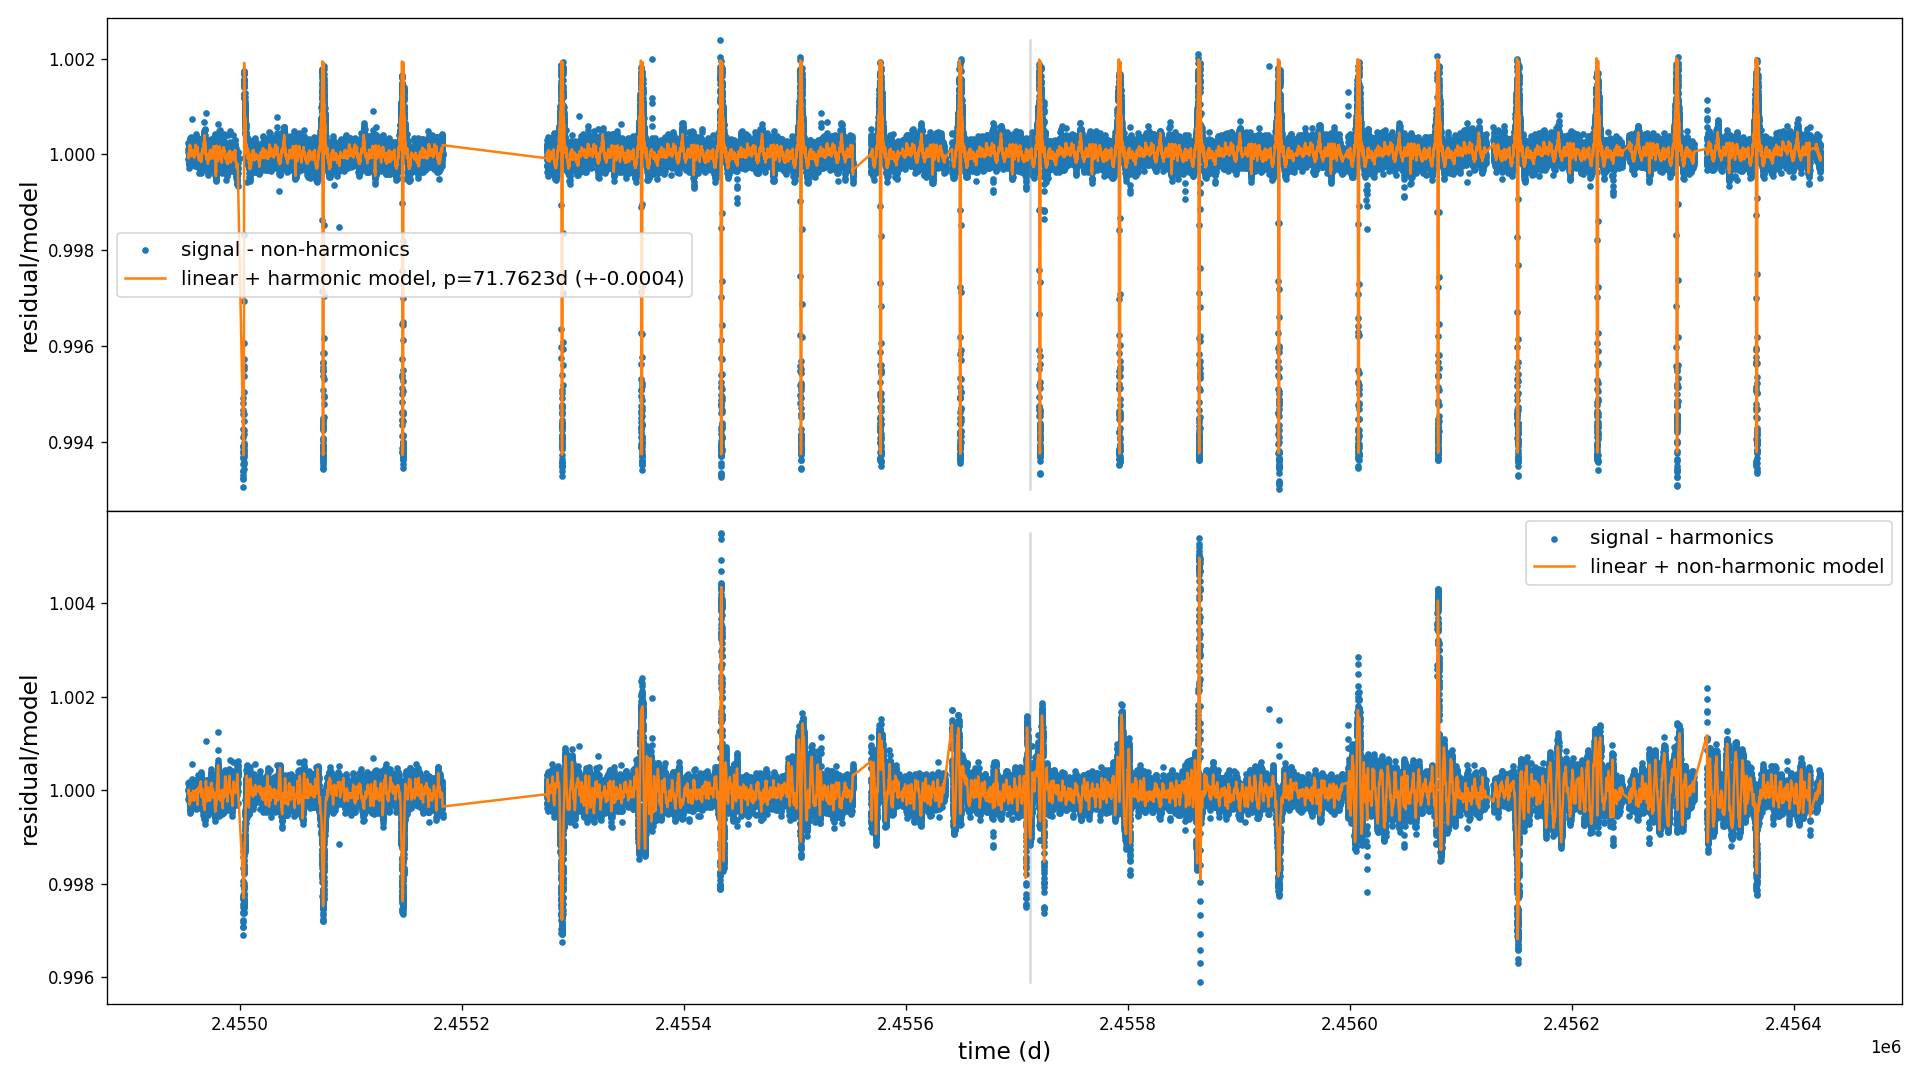 1.002
1.000
0.998
0.996
0.994
residual/model
signal - non-harmonics
linear + harmonic model, p=71.7623d (+-0.0004)
signal - harmonics
linear + non-harmonic model
1.004
1.002
1.000
0.998
0.996
residual/model
2.4550 2.4552 2.4554 2.4556 2.4558 2.4560 2.4562 2.4564
1e6
time (d)